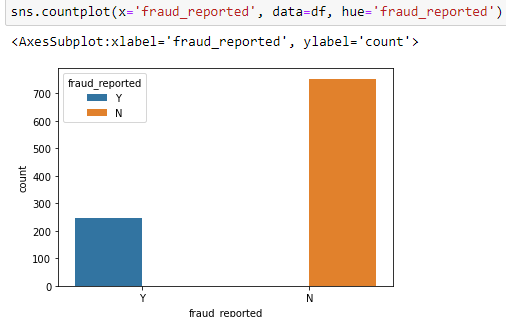 sns.countplot(x='fraud_reported', data=df, hue='fraud_reported')
<AxesSubplot:xlabel='fraud_reported', ylabel='count'>
fraud_reported
Y
N
700
600
500
400
300
200
100
0
count
Y N
fraud_reported